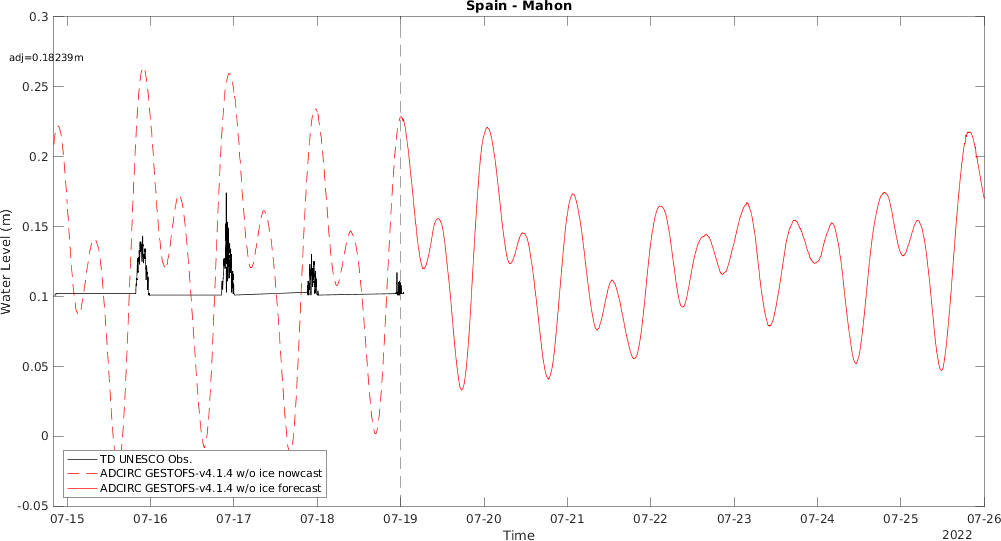 Spain - Mahon
adj=0.18239m
Water Level (m)
0.3
0.25
0.2
0.15
0.1
0.05
0
-0.05
TD UNESCO Obs.
ADCIRC GESTOFS-v4.1.4 w/o ice nowcast
ADCIRC GESTOFS-v4.1.4 w/o ice forecast
07-15 07-16 07-17 07-18 07-19 07-20 07-21 07-22 07-23 07-24 07-25 07-26
Time
2022